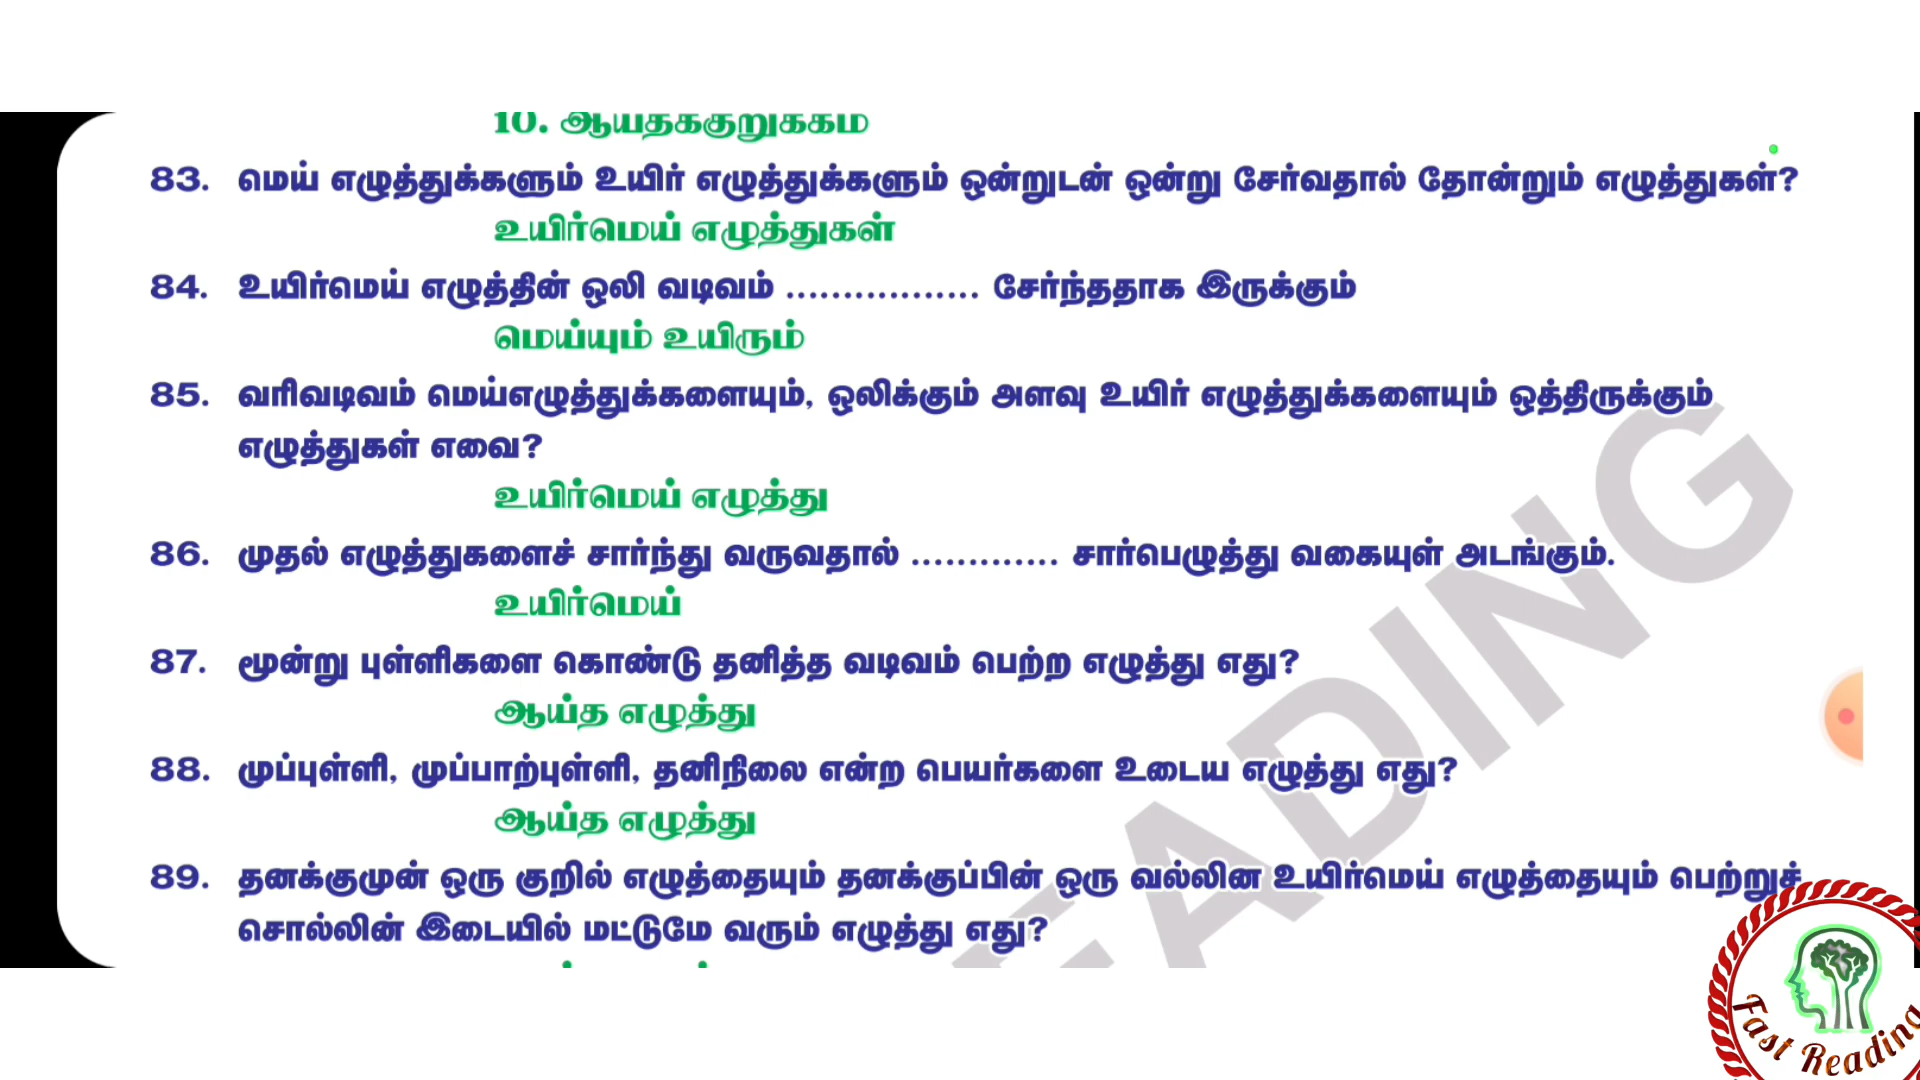 10. ஆய்தக்குறுக்கம்
83. மெய் எழுத்துக்களும் உயிர் எழுத்துக்களும் ஒன்றுடன் ஒன்று சேர்வதால் தோன்றும் எழுத்துகள்?
உயிர்மெய் எழுத்துகள்
84. உயிர்மெய் எழுத்தின் ஒலி வடிவம் ................. சேர்ந்ததாக இருக்கும்
மெய்யும் உயிரும்
85. வரிவடிவம் மெய்எழுத்துக்களையும், ஒலிக்கும் அளவு உயிர் எழுத்துக்களையும் ஒத்திருக்கும்
எழுத்துகள் எவை?
உயிர்மெய் எழுத்து
86. முதல் எழுத்துகளைச் சார்ந்து வருவதால் ............. சார்பெழுத்து வகையுள் அடங்கும்.
உயிர்மெய்
87. மூன்று புள்ளிகளை கொண்டு தனித்த வடிவம் பெற்ற எழுத்து எது?
ஆய்த எழுத்து
88. முப்புள்ளி, முப்பாற்புள்ளி, தனிநிலை என்ற பெயர்களை உடைய எழுத்து எது?
ஆய்த எழுத்து
89. தனக்குமுன் ஒரு குறில் எழுத்தையும் தனக்குப்பின் ஒரு வல்லின உயிர்மெய் எழுத்தையும் பெற்றுச்
சொல்லின் இடையில் மட்டுமே வரும் எழுத்து எது?
EADING
Fast Reading